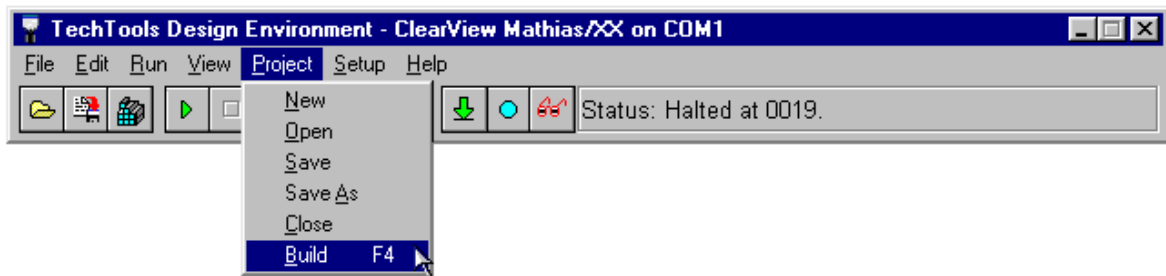 TechTools Design Environment - ClearView Mathias/XX on COM1
File Edit Run View Project Setup Help
Status: Halted at 0019.
New
Open
Save
Save As
Close
Build F4